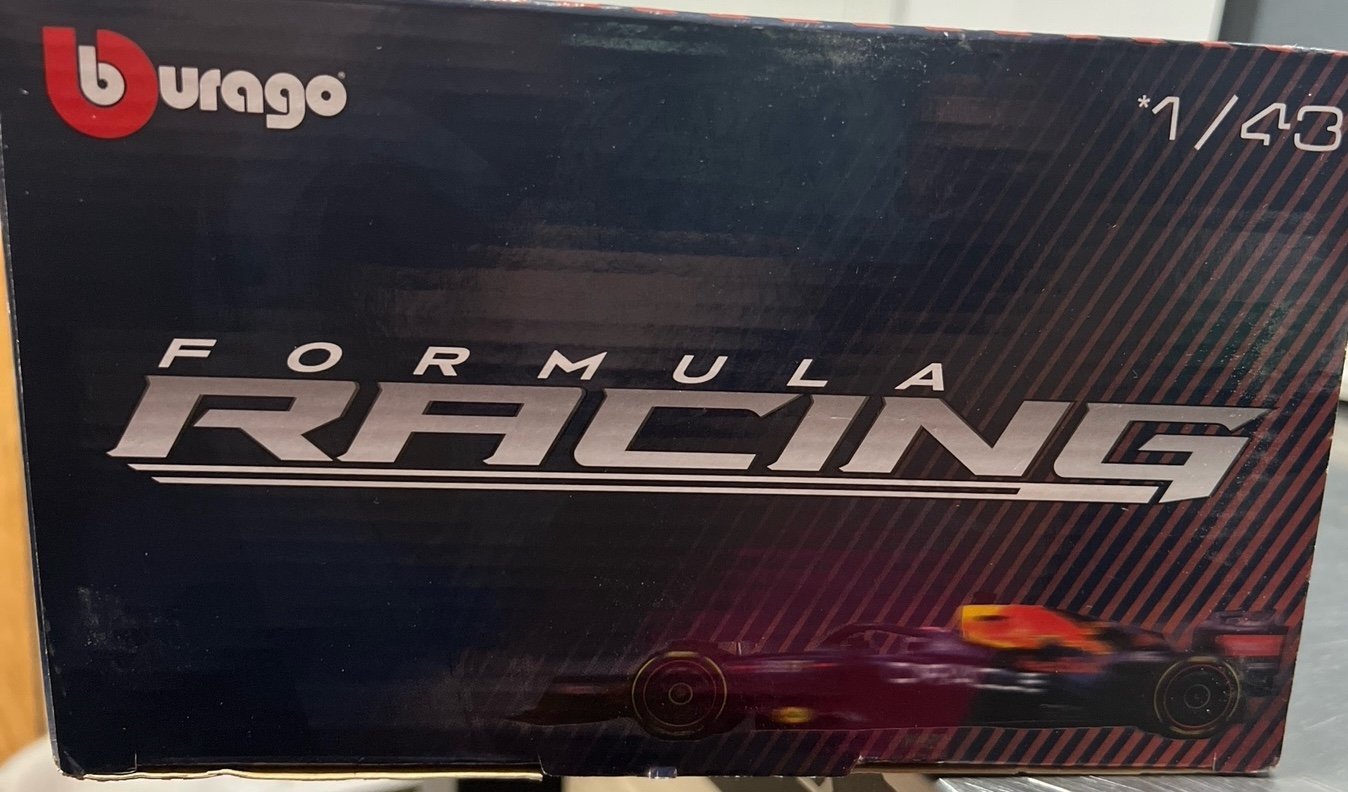 burago
*1/43
FORMULA
RACING